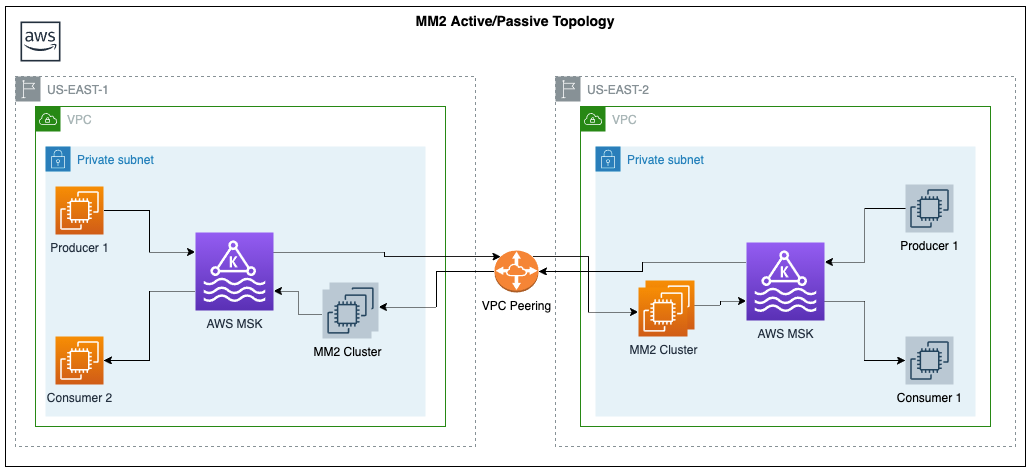 MM2 Active/Passive Topology
aws
US-EAST-1
VPC
Private subnet
Producer 1
K
AWS MSK
MM2 Cluster
Consumer 2
VPC Peering
US-EAST-2
VPC
Private subnet
Producer 1
K
MM2 Cluster
AWS MSK
Consumer 1